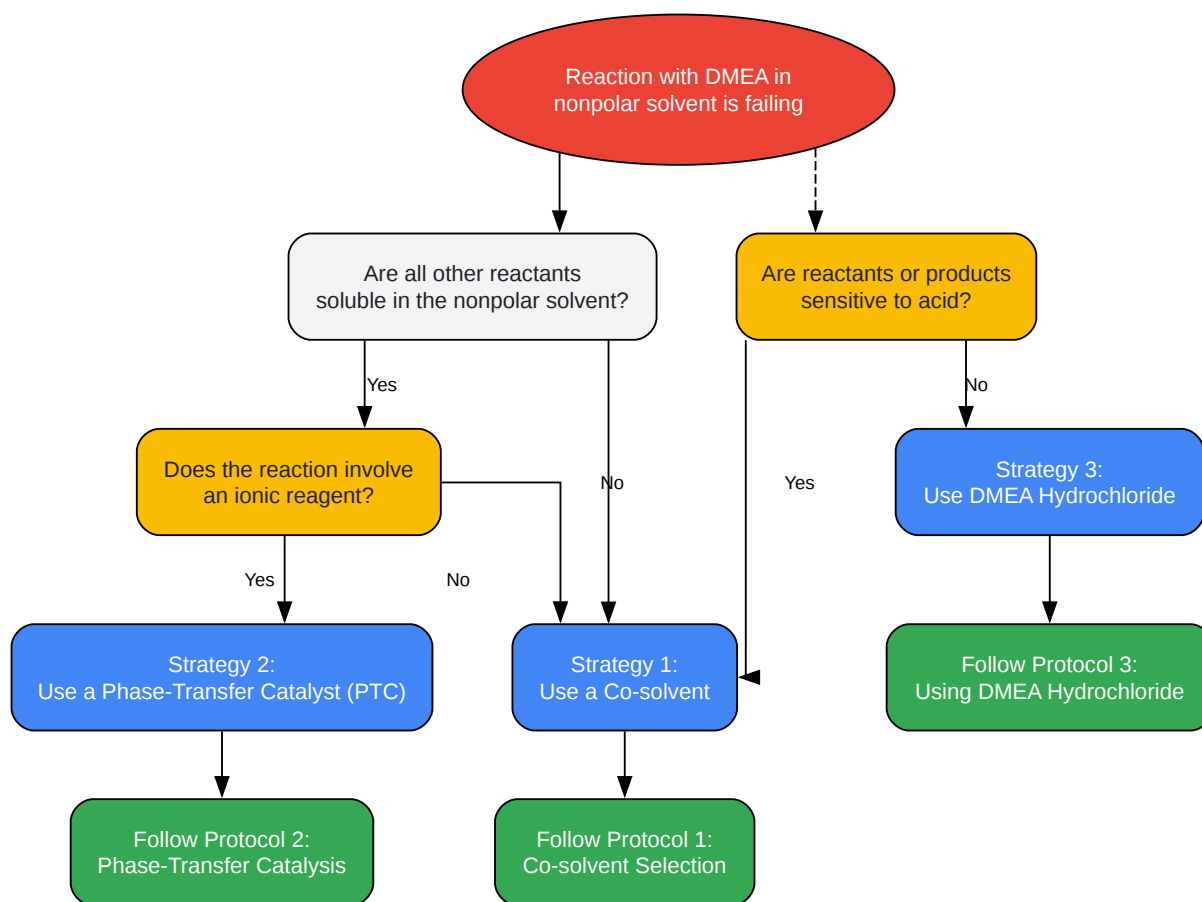 Reaction with DMEA in
nonpolar solvent is failing
Are all other reactants
soluble in the nonpolar solvent?
Are reactants or products
sensitive to acid?
Yes
No
Does the reaction involve
an ionic reagent?
No
Yes
Strategy 3:
Use DMEA Hydrochloride
Yes
No
Strategy 2:
Use a Phase-Transfer Catalyst (PTC)
Strategy 1:
Use a Co-solvent
Follow Protocol 3:
Using DMEA Hydrochloride
Follow Protocol 2:
Phase-Transfer Catalysis
Follow Protocol 1:
Co-solvent Selection